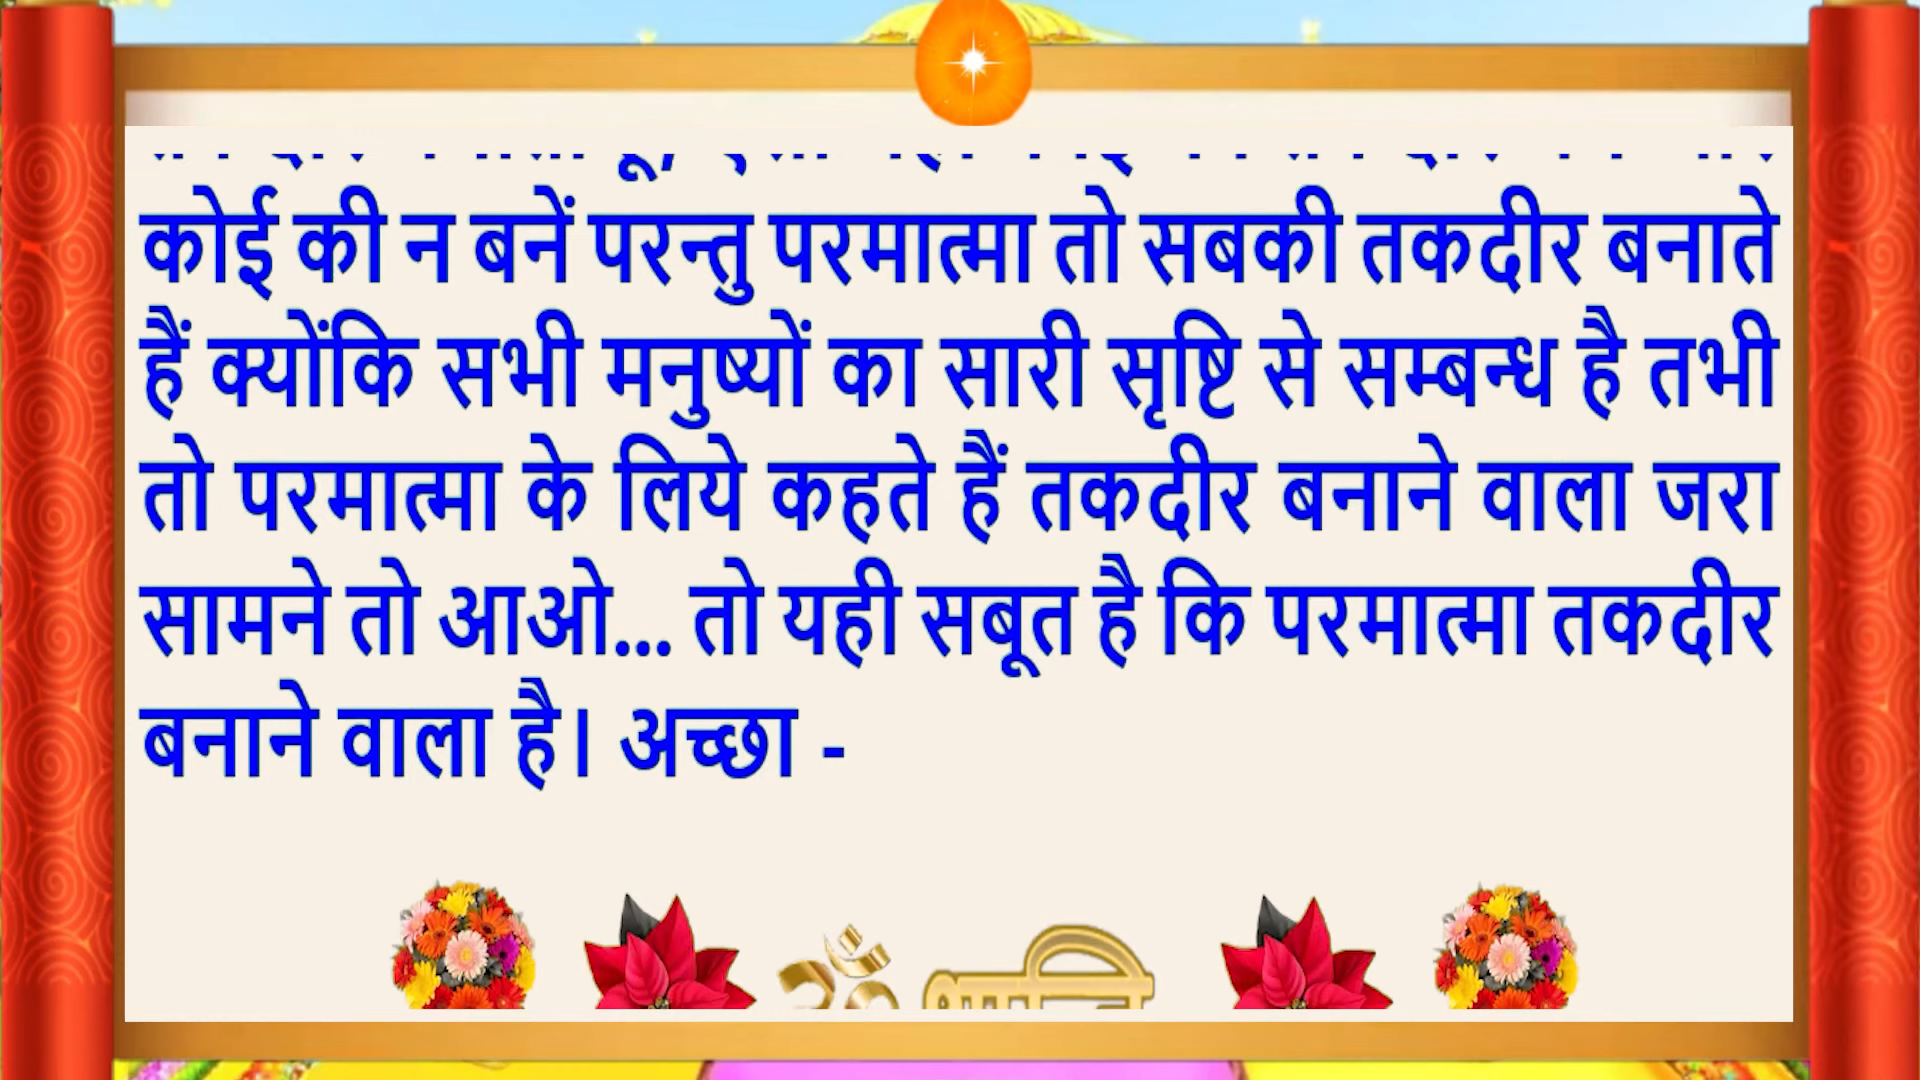 कोई की न बनें परन्तु परमात्मा तो सबकी तकदीर बनाते
हैं क्योंकि सभी मनुष्यों का सारी सृष्टि से सम्बन्ध है तभी
तो परमात्मा के लिये कहते हैं तकदीर बनाने वाला जरा
सामने तो आओ... तो यही सबूत है कि परमात्मा तकदीर
बनाने वाला है। अच्छा -